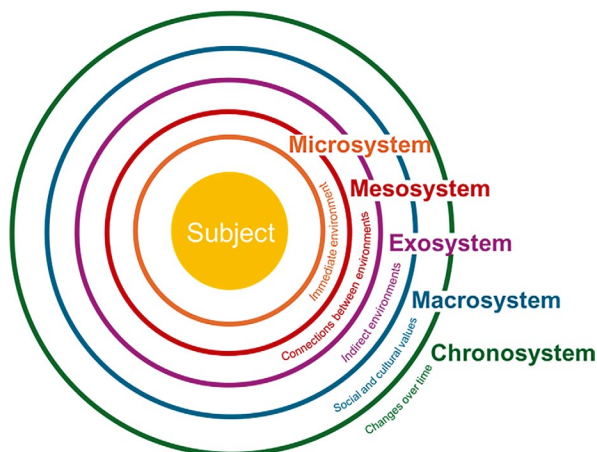 Subject
Microsystem
Immediate environment
Mesosystem
Connections between environments
Exosystem
Indirect environments
Macrosystem
Social and cultural values
Chronosystem
Changes over time